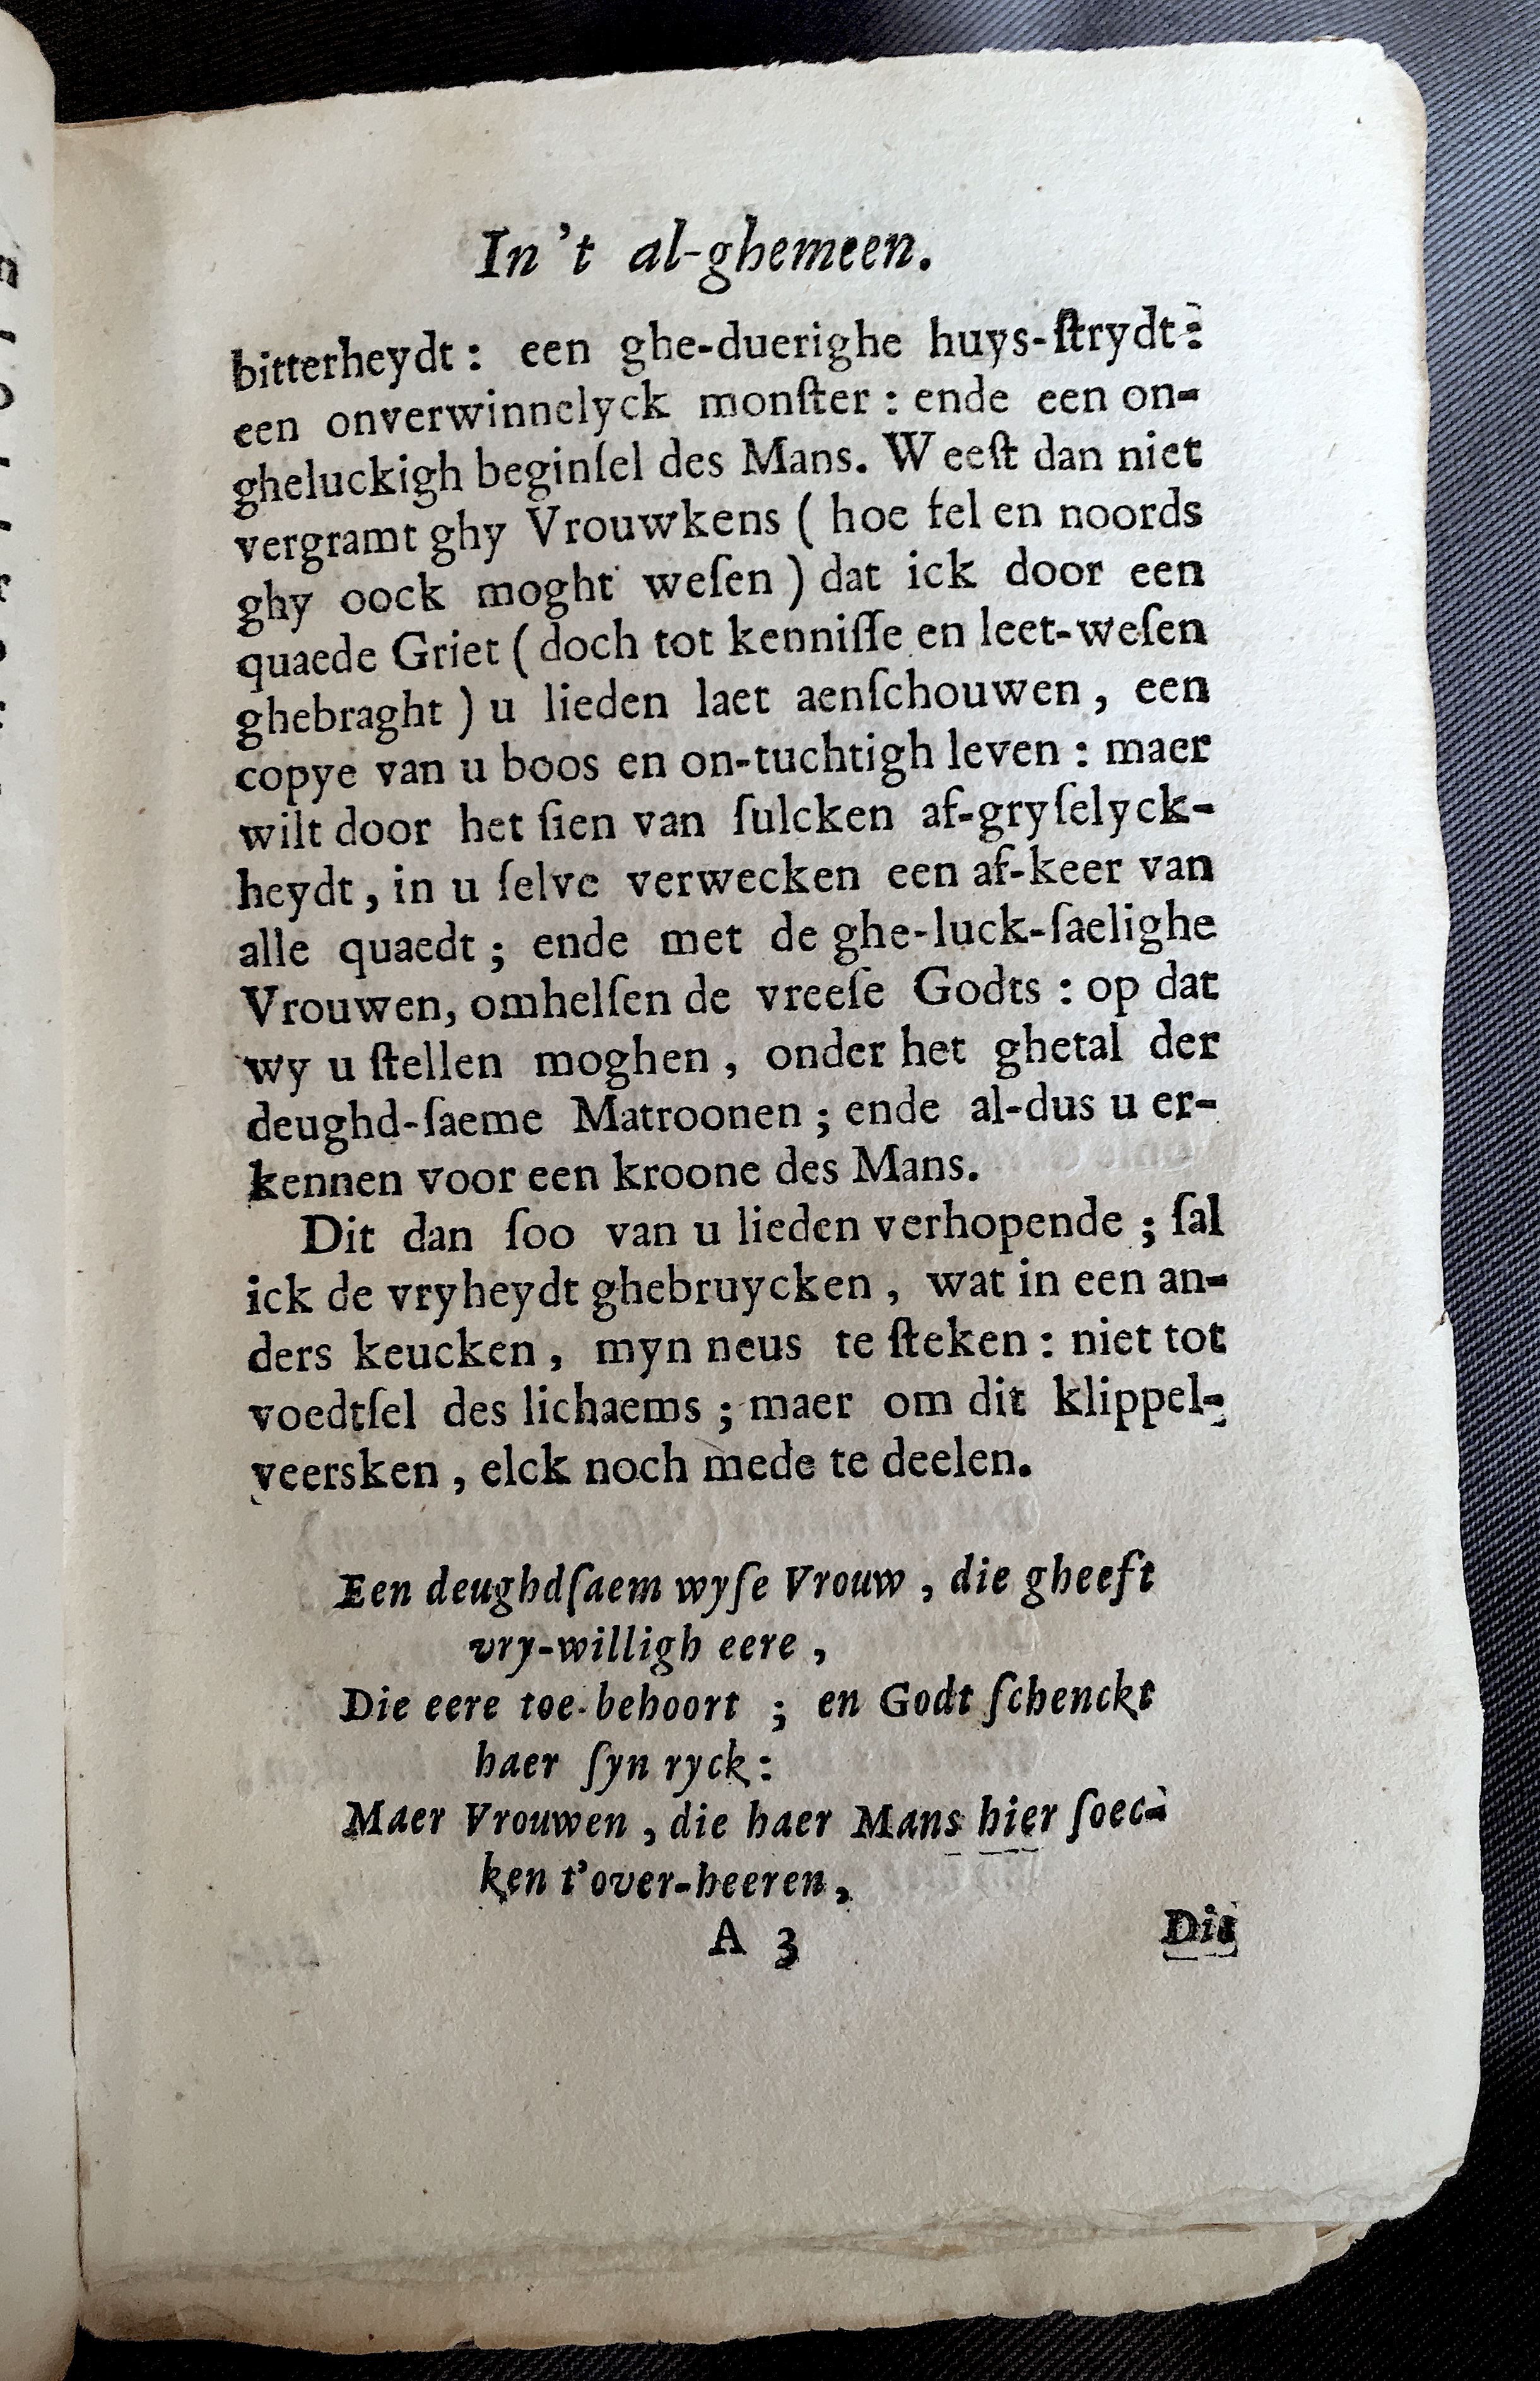 In 't al-ghemeen.
bitterheydt : een ghe-duerighe huys-ſtrydt :
een onverwinnelyck monſter : ende een on-
gheluckigh beginſel des Mans. Weeſt dan niet
vergramt ghy Vrouwkens ( hoe fel en noords
ghy oock moght weſen ) dat ick door een
quaede Griet ( doch tot kenniſſe en leet-weſen
ghebraght ) u lieden laet aenſchouwen , een
copye van u boos en on-tuchtigh leven : maer
wilt door het ſien van ſulcken af-gryſelyck-
heydt , in u ſelve verwecken een af-keer van
alle quaedt ; ende met de ghe-luck-ſaelighe
Vrouwen, omhelſen de vreeſe Godts : op dat
wy u ſtellen moghen , onder het ghetal der
deughd-ſaeme Matroonen ; ende al-dus u er-
kennen voor een kroone des Mans.
Dit dan ſoo van u lieden verhopende ; ſal
ick de vryheydt ghebruycken , wat in een an-
ders keucken , myn neus te ſteken : niet tot
voedtſel des lichaems ; maer om dit klippel-
veersken , elck noch mede te deelen.
Een deughdſaem wyſe Vrouw , die gheeft
vry-willigh eere ,
Die eere toe-behoort ; en Godt ſchenckt
haer ſyn ryck :
Maer Vrouwen , die haer Mans hier ſoec-
ken t'over-heeren ,
A 3 Die